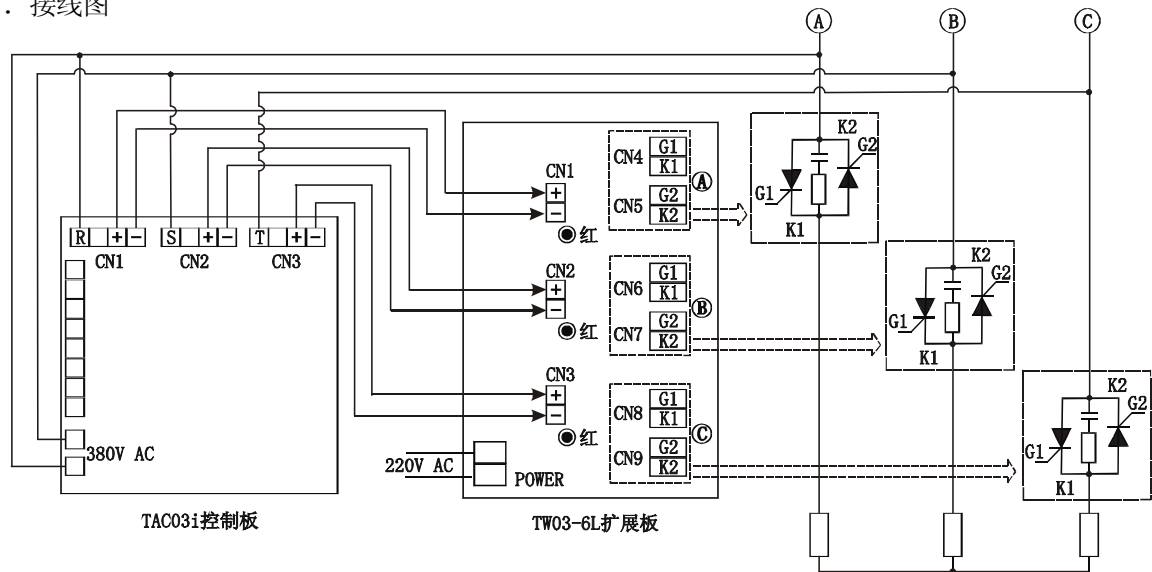 ．接线图
A B C
R + - S + - T + -
CN1 CN2 CN3
380V AC
TAC03i控制板
CN1
+
-
红
CN2
+
-
红
CN3
+
-
红
220V AC
POWER
CN4 G1
K1
CN5 G2
K2
A
CN6 G1
K1
CN7 G2
K2
B
CN8 G1
K1
CN9 G2
K2
C
TW03-6L扩展板
K2
G2
G1
K1
K2
G2
G1
K1
K2
G2
G1
K1